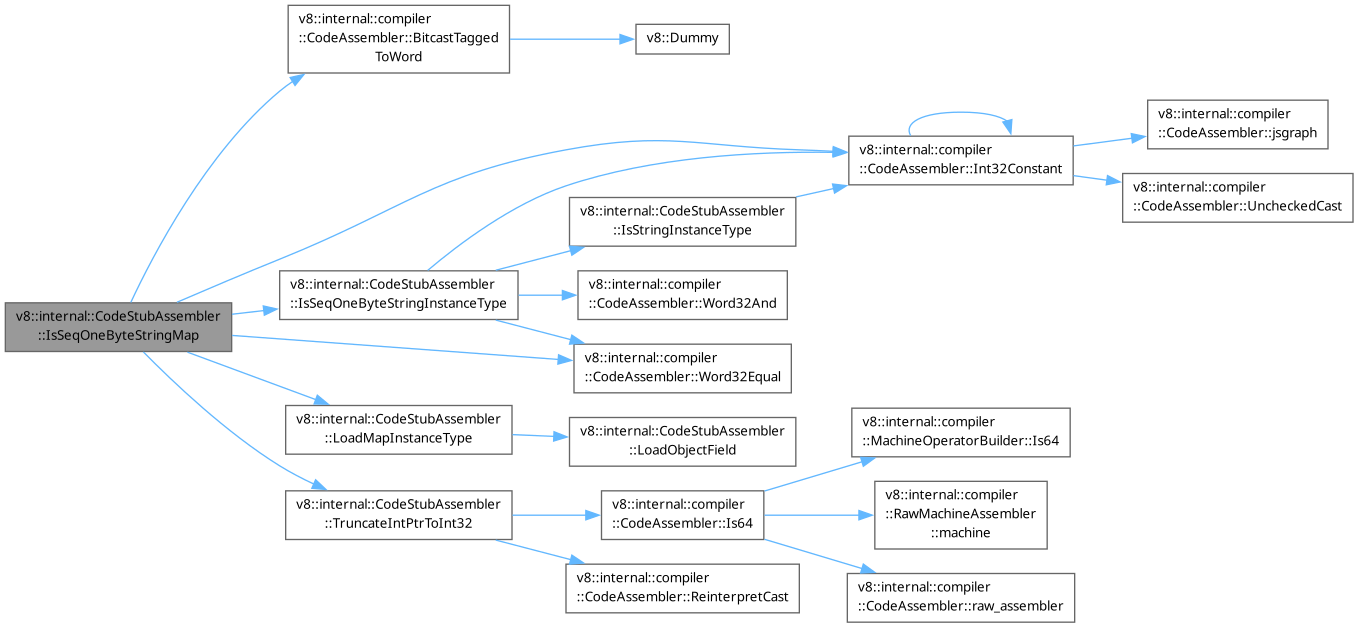 v8::internal::CodeStubAssembler
::IsSeqOneByteStringMap
v8::internal::compiler
::CodeAssembler::BitcastTagged
ToWord
v8::Dummy
v8::internal::compiler
::CodeAssembler::Int32Constant
v8::internal::compiler
::CodeAssembler::jsgraph
v8::internal::compiler
::CodeAssembler::UncheckedCast
v8::internal::CodeStubAssembler
::IsSeqOneByteStringInstanceType
v8::internal::CodeStubAssembler
::IsStringInstanceType
v8::internal::compiler
::CodeAssembler::Word32And
v8::internal::compiler
::CodeAssembler::Word32Equal
v8::internal::CodeStubAssembler
::LoadMapInstanceType
v8::internal::CodeStubAssembler
::LoadObjectField
v8::internal::CodeStubAssembler
::TruncateIntPtrToInt32
v8::internal::compiler
::CodeAssembler::Is64
v8::internal::compiler
::MachineOperatorBuilder::Is64
v8::internal::compiler
::RawMachineAssembler
::machine
v8::internal::compiler
::CodeAssembler::raw_assembler
v8::internal::compiler
::CodeAssembler::ReinterpretCast